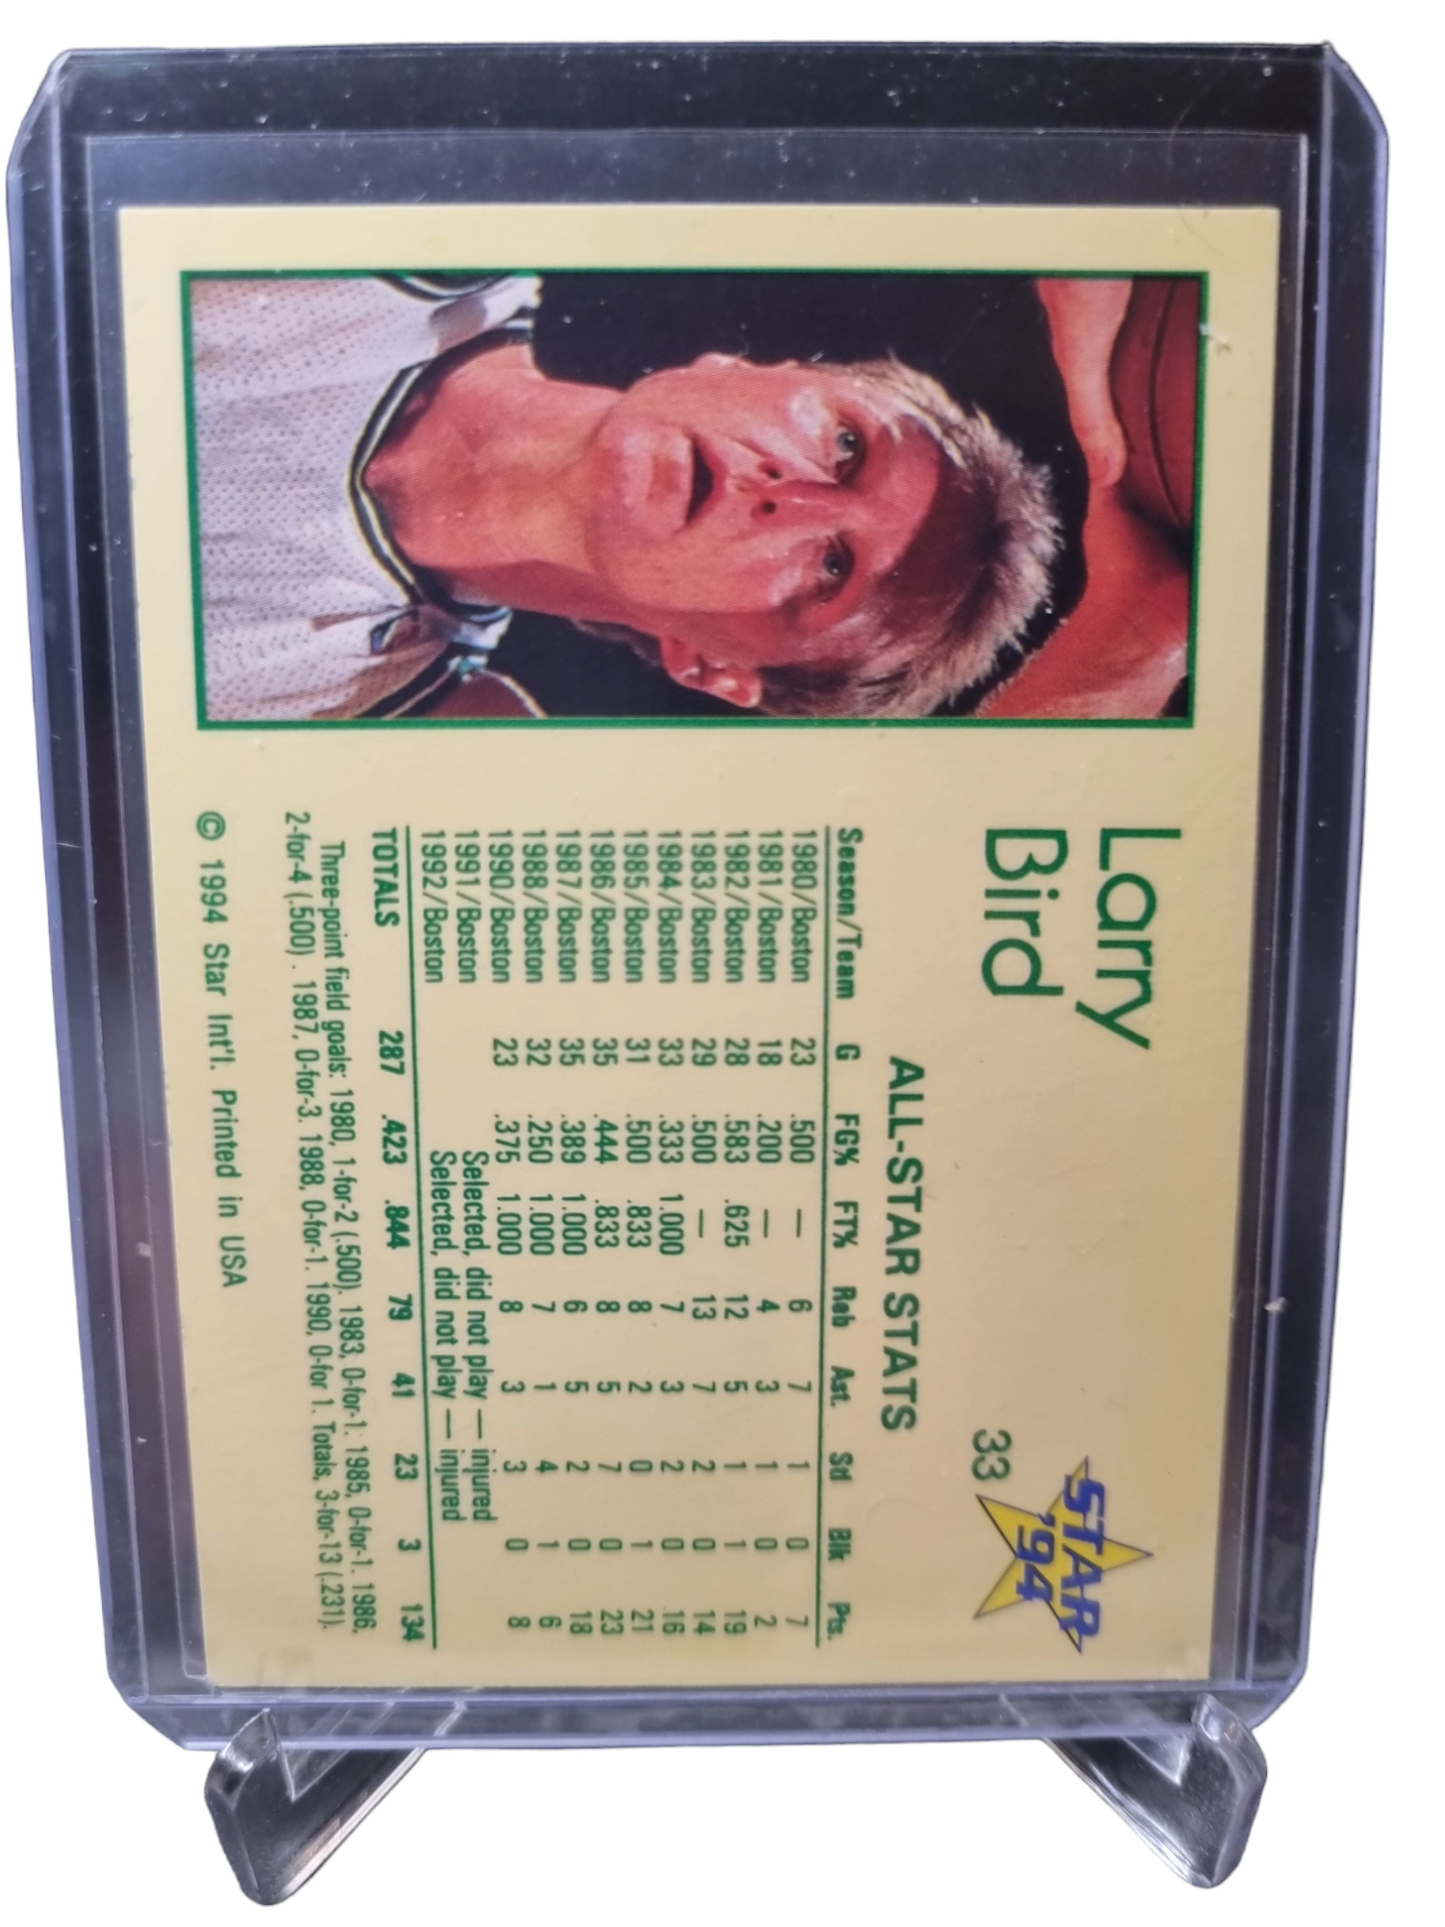 Larry
Bird
STAR
'94
33
ALL-STAR STATS
Season/Team G FG% FT% Reb Ast. Stl Blk Pts.
1980/Boston 23 .500 — 6 7 1 0 7
1981/Boston 18 .200 — 4 3 1 0 2
1982/Boston 28 .583 .625 12 5 1 1 19
1983/Boston 29 .500 — 13 7 2 0 14
1984/Boston 33 .333 1.000 7 3 2 0 16
1985/Boston 31 .500 .833 8 2 0 1 21
1986/Boston 35 .444 .833 8 5 7 0 23
1987/Boston 35 .389 1.000 6 5 2 0 18
1988/Boston 32 .250 1.000 7 1 4 1 6
1990/Boston 23 .375 1.000 8 3 3 0 8
1991/Boston Selected, did not play — injured
1992/Boston Selected, did not play — injured
TOTALS 287 .423 .844 79 41 23 3 134
Three-point field goals: 1980, 1-for-2 (.500). 1983, 0-for-1. 1985, 0-for-1. 1986,
2-for-4 (.500) . 1987, 0-for-3. 1988, 0-for-1. 1990, 0-for 1. Totals, 3-for-13 (.231).
© 1994 Star Int'l. Printed in USA